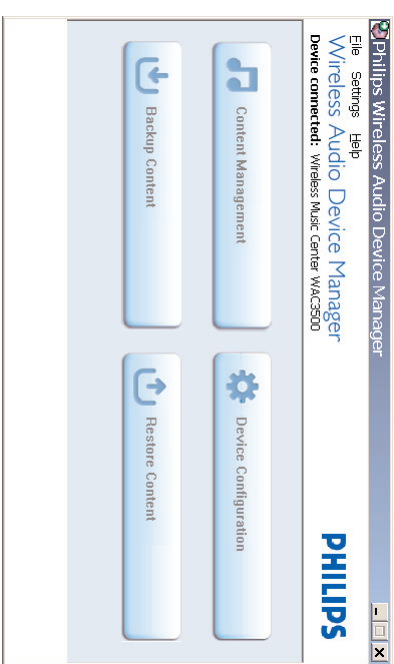 Philips Wireless Audio Device Manager
File Settings Help
Wireless Audio Device Manager
PHILIPS
Device connected: Wireless Music Center WAC3500
Content Management
Device Configuration
Backup Content
Restore Content